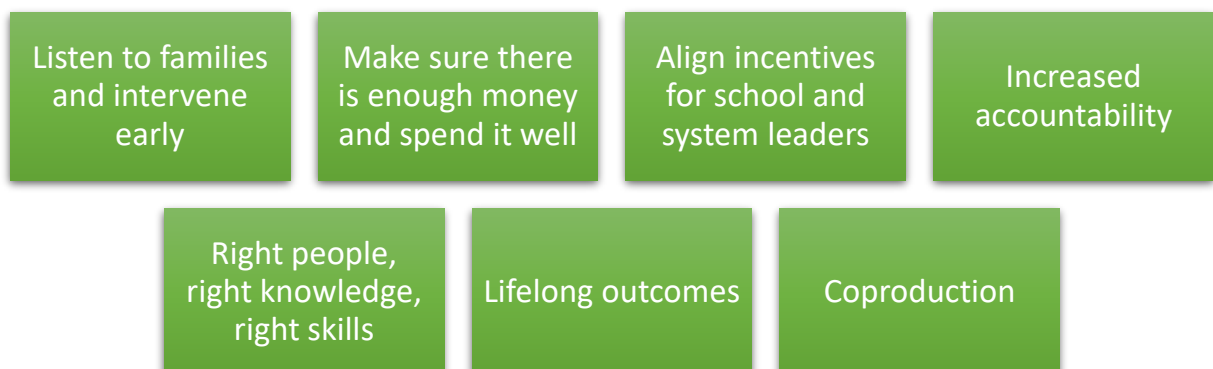 Listen to families
and intervene
early
Make sure there
is enough money
and spend it well
Align incentives
for school and
system leaders
Increased
accountability
Right people,
right knowledge,
right skills
Lifelong outcomes
Coproduction